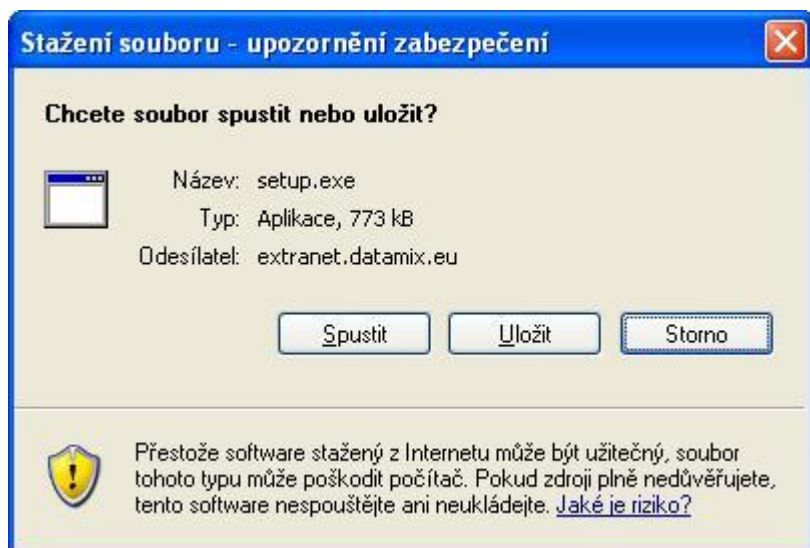 Stažení souboru - upozornění zabezpečení
Chcete soubor spustit nebo uložit?
Název: setup.exe
Typ: Aplikace, 773 kB
Odesílatel: extranet.datamix.eu
Spustit Uložit Storno
Přestože software stažený z Internetu může být užitečný, soubor
tohoto typu může poškodit počítač. Pokud zdroji plně nedůvěřujete,
tento software nespouštějte ani neukládejte. Jaké je riziko?